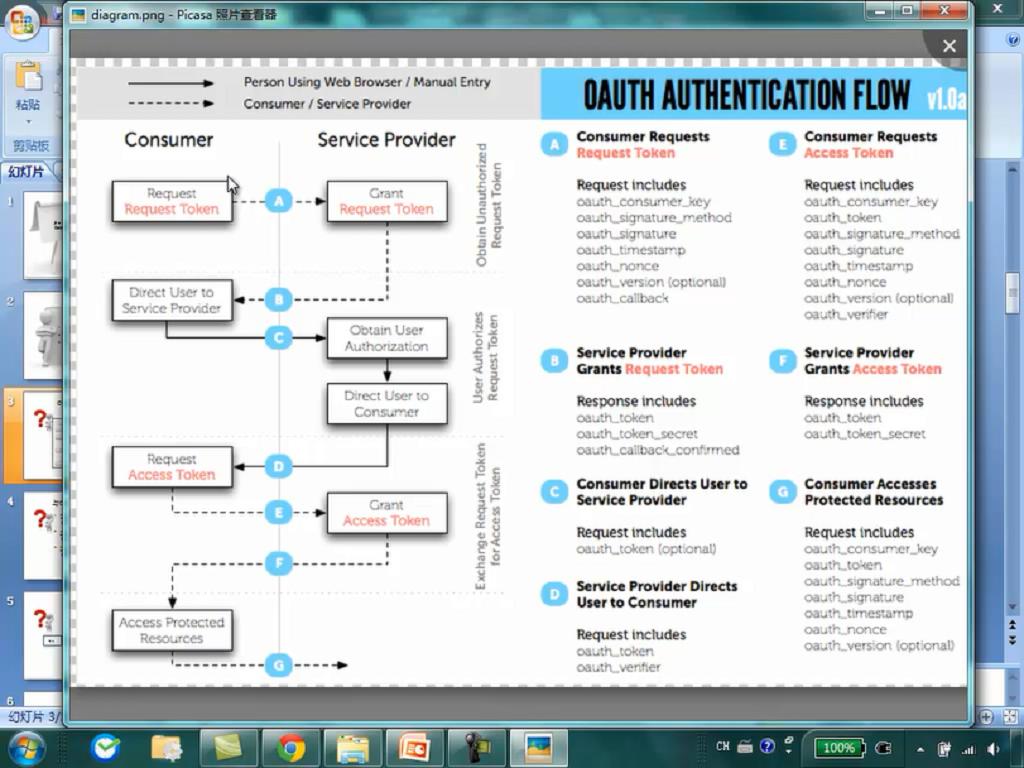 diagram.png - Picasa 照片查看器
粘贴
剪贴板
幻灯片
1
2
3
4
5
6
幻灯片 3/
Person Using Web Browser / Manual Entry
Consumer / Service Provider
Consumer
Service Provider
Request
Request Token
A
Grant
Request Token
Obtain Unauthorized
Request Token
Direct User to
Service Provider
B
C
Obtain User
Authorization
Direct User to
Consumer
User Authorizes
Request Token
Request
Access Token
D
E
Grant
Access Token
F
Exchange Request Token
for Access Token
Access Protected
Resources
G
OAUTH AUTHENTICATION FLOW v1.0a
A
Consumer Requests
Request Token
Request includes
oauth_consumer_key
oauth_signature_method
oauth_signature
oauth_timestamp
oauth_nonce
oauth_version (optional)
oauth_callback
B
Service Provider
Grants Request Token
Response includes
oauth_token
oauth_token_secret
oauth_callback_confirmed
C
Consumer Directs User to
Service Provider
Request includes
oauth_token (optional)
D
Service Provider Directs
User to Consumer
Request includes
oauth_token
oauth_verifier
E
Consumer Requests
Access Token
Request includes
oauth_consumer_key
oauth_token
oauth_signature_method
oauth_signature
oauth_timestamp
oauth_nonce
oauth_version (optional)
oauth_verifier
F
Service Provider
Grants Access Token
Response includes
oauth_token
oauth_token_secret
G
Consumer Accesses
Protected Resources
Request includes
oauth_consumer_key
oauth_token
oauth_signature_method
oauth_signature
oauth_timestamp
oauth_nonce
oauth_version (optional)
CH
100%